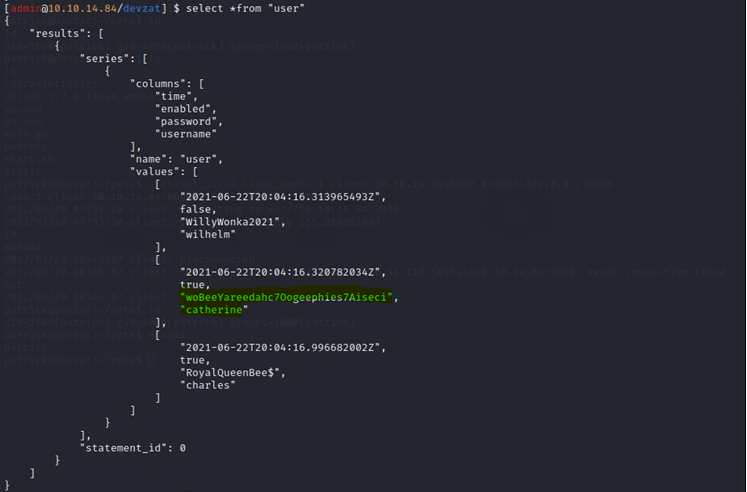 [admin@10.10.14.84/devzat] $ select *from "user"
{
"results": [
{
"series": [
{
"columns": [
"time",
"enabled",
"password",
"username"
],
"name": "user",
"values": [
[
"2021-06-22T20:04:16.313965493Z",
false,
"WillyWonka2021",
"wilhelm"
],
[
"2021-06-22T20:04:16.320782034Z",
true,
"woBeeYareedahc7Oogeephies7Aiseci",
"catherine"
],
[
"2021-06-22T20:04:16.996682002Z",
true,
"RoyalQueenBee$",
"charles"
]
]
}
],
"statement_id": 0
}
]
}